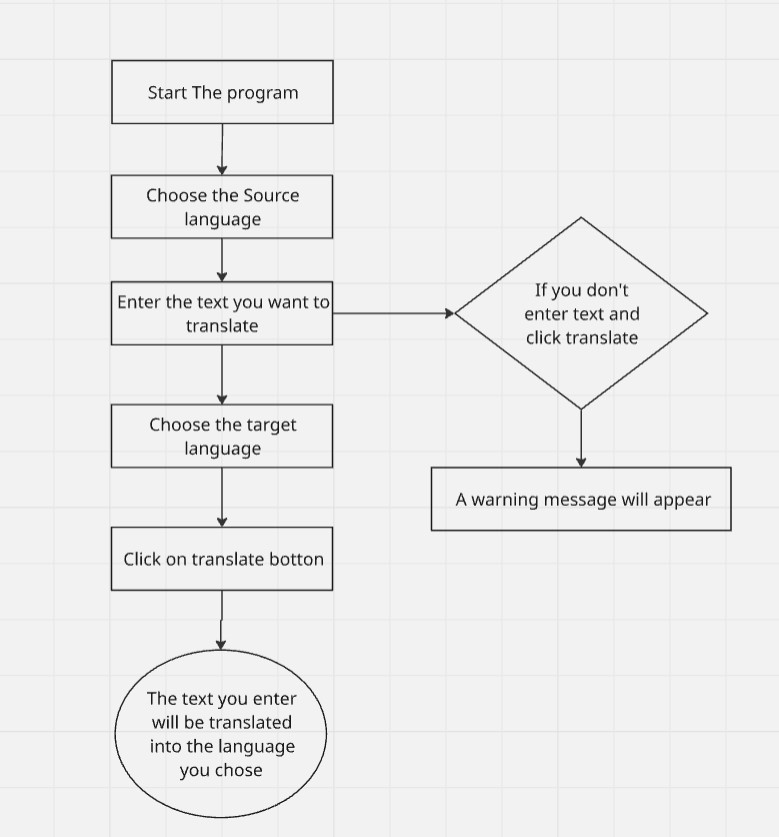 Start The program
Choose the Source
language
Enter the text you want to
translate
If you don't
enter text and
click translate
Choose the target
language
A warning message will appear
Click on translate botton
The text you enter
will be translated
into the language
you chose